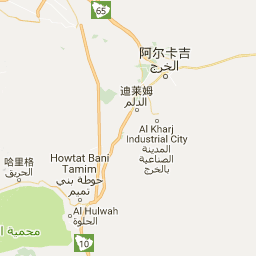 65
阿尔卡吉
الخرج
迪莱姆
الدلم
Al Kharj
Industrial City
المدينة
الصناعية
بالخرج
哈里格
الحريق
Howtat Bani
Tamim
حوطة بني
تميم
Al Hulwah
الحلوة
محمية ا
10